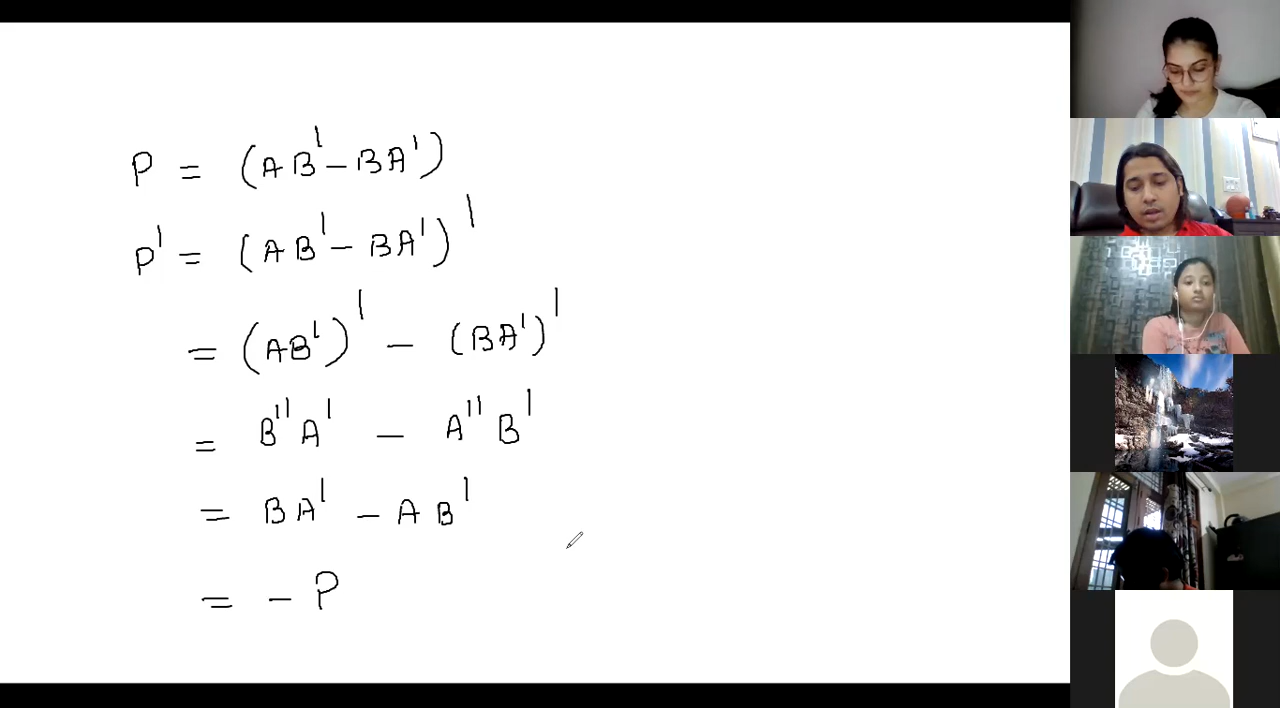 P = (AB' - BA')
P' = (AB' - BA')'
= (AB')' - (BA')'
= B''A' - A''B'
= BA' - AB'
= - P